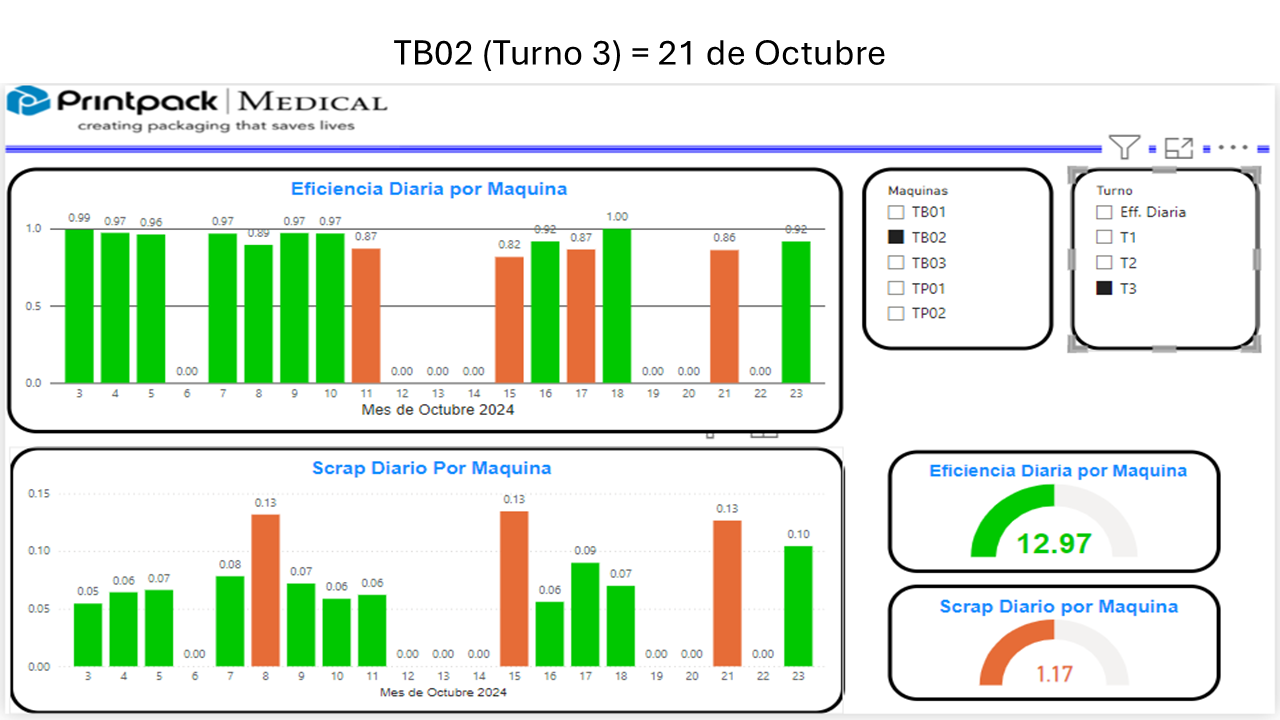 TB02 (Turno 3) = 21 de Octubre
Printpack | MEDICAL
creating packaging that saves lives
Eficiencia Diaria por Maquina
1.0
0.5
0.0
0.99 0.97 0.96 0.00 0.97 0.89 0.97 0.97 0.87 0.00 0.00 0.00 0.82 0.92 0.87 1.00 0.00 0.00 0.86 0.00 0.92
3 4 5 6 7 8 9 10 11 12 13 14 15 16 17 18 19 20 21 22 23
Mes de Octubre 2024
Maquinas
TB01
TB02
TB03
TP01
TP02
Turno
Eff. Diaria
T1
T2
T3
Scrap Diario Por Maquina
0.15
0.10
0.05
0.00
0.05 0.06 0.07 0.00 0.08 0.13 0.07 0.06 0.06 0.00 0.00 0.00 0.13 0.06 0.09 0.07 0.00 0.00 0.13 0.00 0.10
3 4 5 6 7 8 9 10 11 12 13 14 15 16 17 18 19 20 21 22 23
Mes de Octubre 2024
Eficiencia Diaria por Maquina
12.97
Scrap Diario por Maquina
1.17